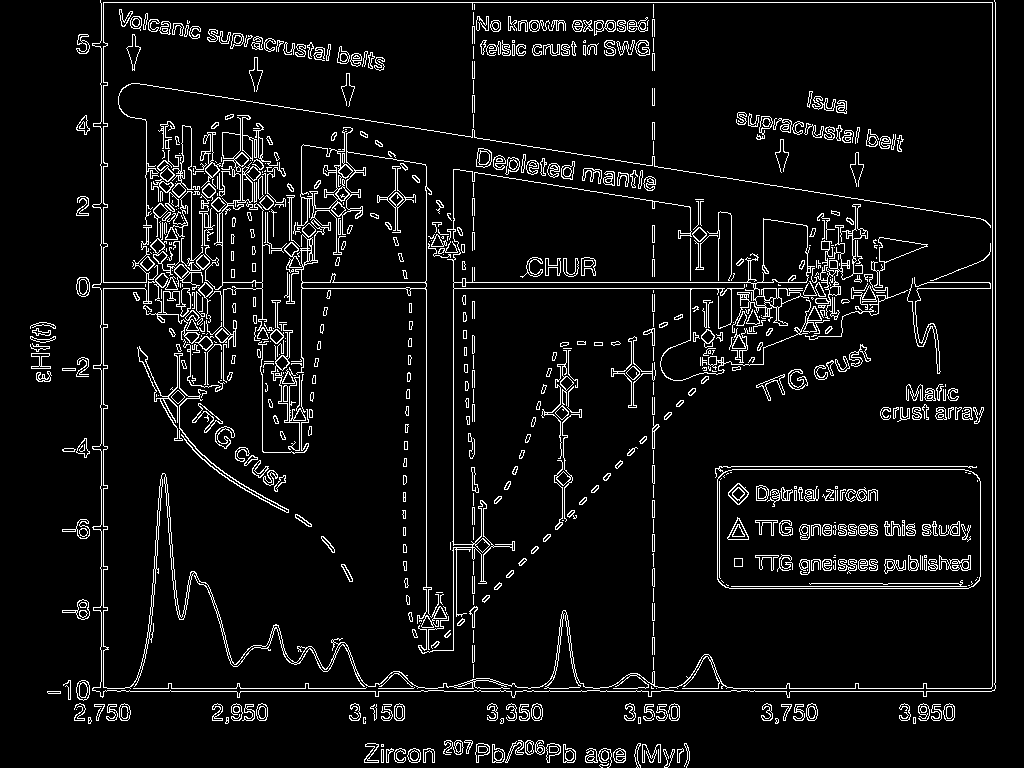 Volcanic supracrustal belts
No known exposed
felsic crust in SWG
Isua
supracrustal belt
Depleted mantle
CHUR
TTG crust
TTG crust
Mafic
crust array
Detrital zircon
TTG gneisses this study
TTG gneisses published
εHf(t)
5
4
2
0
−2
−4
−6
−8
−10
2,750 2,950 3,150 3,350 3,550 3,750 3,950
Zircon ²⁰⁷Pb/²⁰⁶Pb age (Myr)